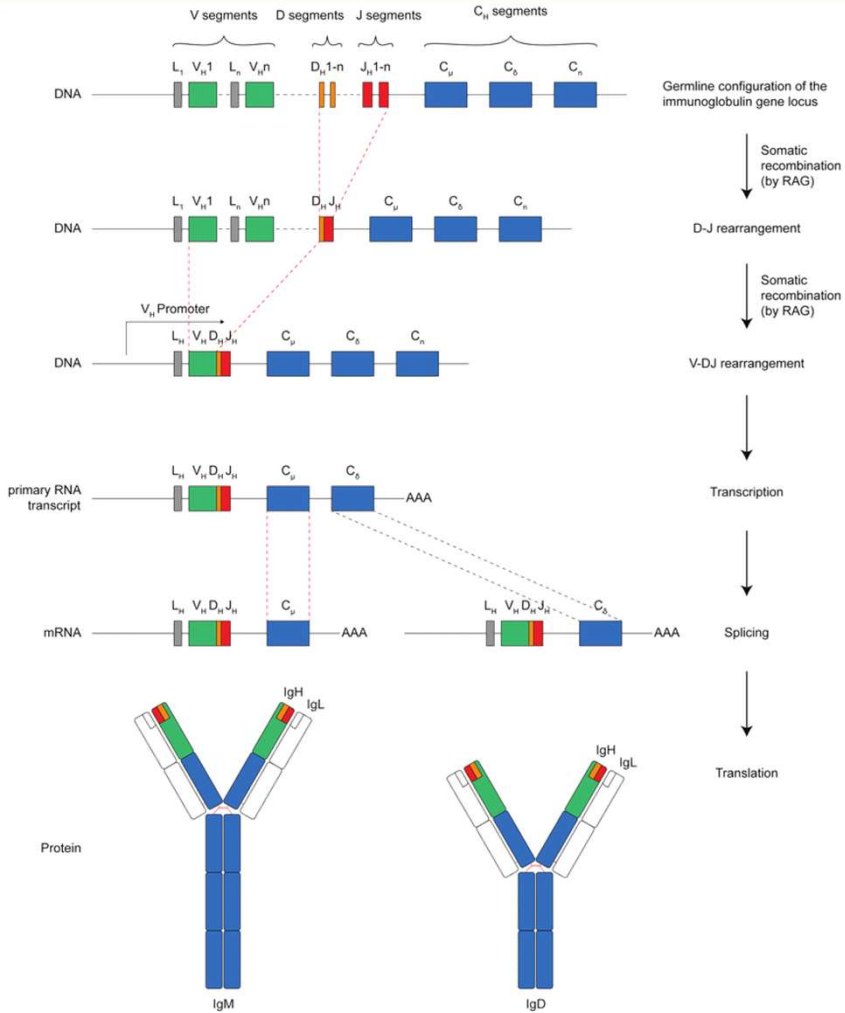 V segments D segments J segments C_H segments
L_1 V_H1 L_n V_Hn D_H1-n J_H1-n C_μ C_δ C_n
DNA
Germline configuration of the
immunoglobulin gene locus
Somatic
recombination
(by RAG)
L_1 V_H1 L_n V_Hn D_H J_H C_μ C_δ C_n
DNA
D-J rearrangement
Somatic
recombination
(by RAG)
V_H Promoter
L_H V_H D_H J_H C_μ C_δ C_n
DNA
V-DJ rearrangement
L_H V_H D_H J_H C_μ C_δ
primary RNA
transcript
AAA
Transcription
L_H V_H D_H J_H C_μ L_H V_H D_H J_H C_δ
mRNA AAA AAA Splicing
IgH
IgL
IgH
IgL
Translation
Protein
IgM IgD